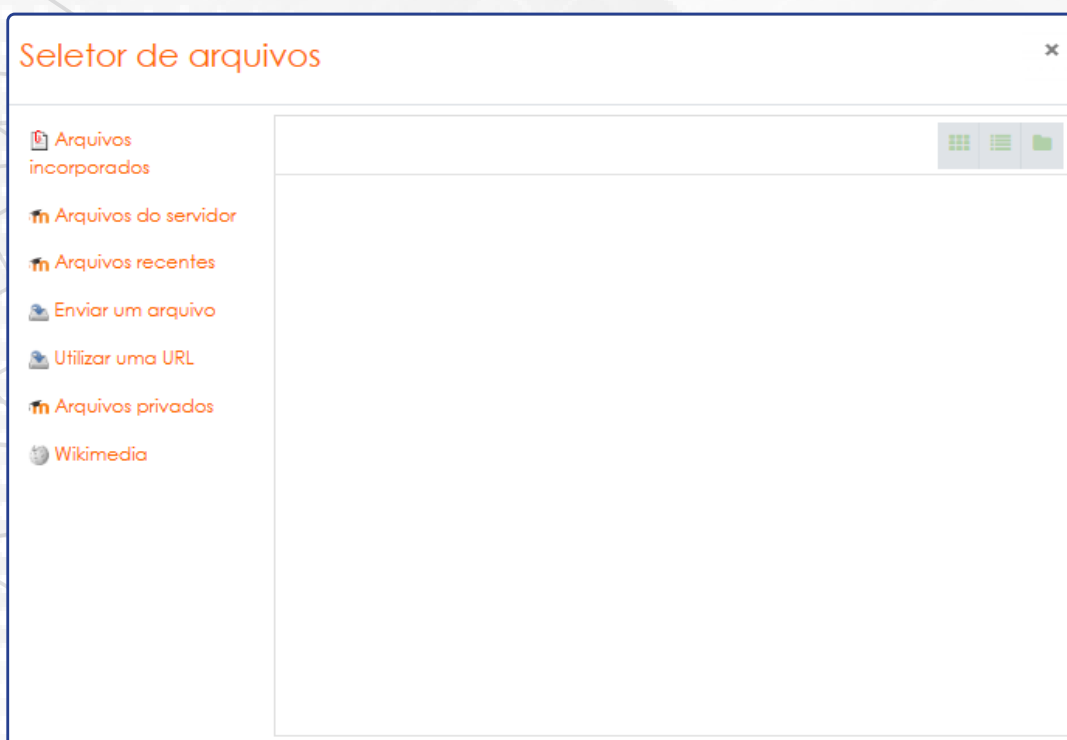 Seletor de arquivos
Arquivos
incorporados
Arquivos do servidor
Arquivos recentes
Enviar um arquivo
Utilizar uma URL
Arquivos privados
Wikimedia